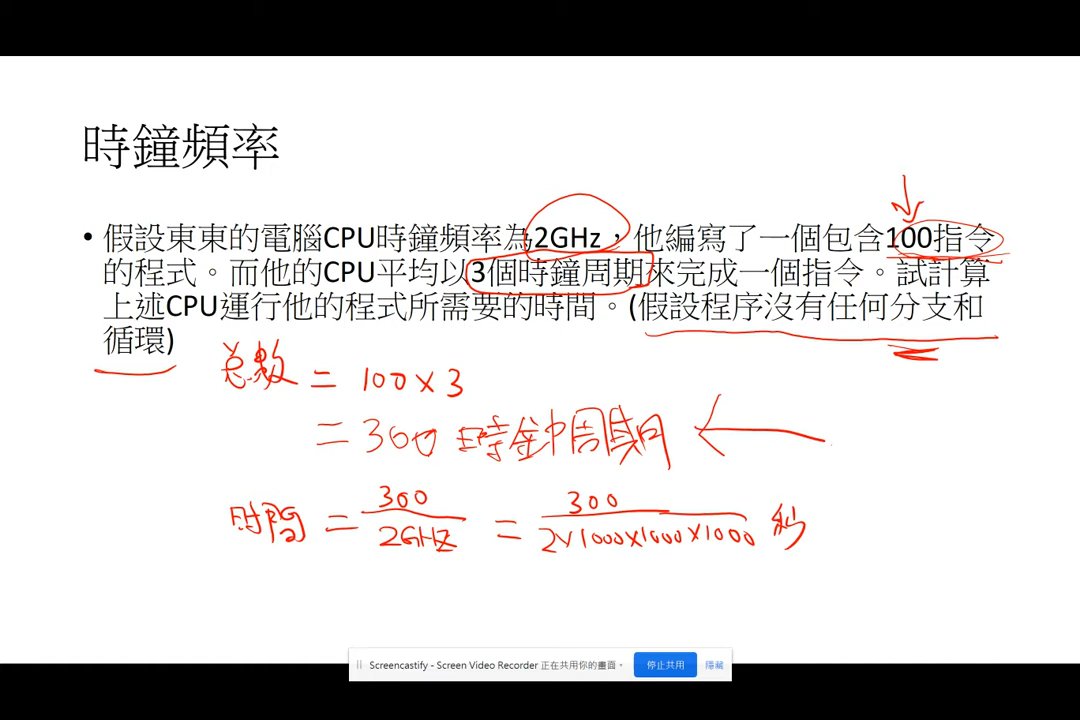 時鐘頻率
• 假設東東的電腦CPU時鐘頻率為2GHz，他編寫了一個包含100指令
的程式。而他的CPU平均以3個時鐘周期來完成一個指令。試計算
上述CPU運行他的程式所需要的時間。(假設程序沒有任何分支和
循環)
总數 = 100 x 3
= 300 時鈡周期
時間 = 300/2GHZ = 300/2x1000x1000x1000 秒
Screencastify - Screen Video Recorder 正在共用你的畫面。 停止共用 隱藏